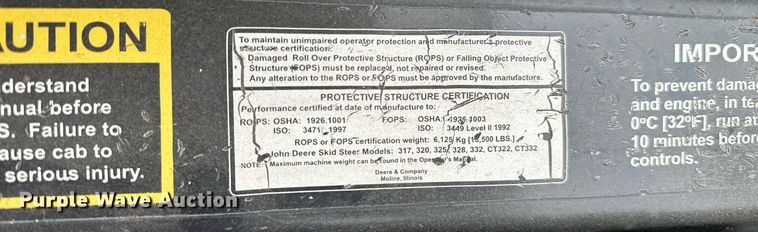 AUTION
derstand
nual before
S. Failure to
ause cab to
serious injury.
To maintain unimpaired operator protection and manufacturer's protective
structure certification:
Damaged Roll Over Protective Structure (ROPS) or Falling Object Protective
Structure (FOPS) must be replaced, not repaired or revised.
Any alteration to the ROPS or FOPS must be approved by the manufacture.
PROTECTIVE STRUCTURE CERTIFICATION
Performance certified at date of manufacture to:
ROPS: OSHA: 1926.1001 FOPS: OSHA: 1926.1003
ISO: 3471: 1997 ISO: 3449 Level II 1992
ROPS or FOPS certification weight: 6,125 Kg [13,500 LBS.]
John Deere Skid Steer Models: 317, 320, 325, 328, 332, CT322, CT332
NOTE: Maximum machine weight can be found in the Operator's Manual.
Deere & Company
Moline, Illinois
IMPOR
To prevent damag
and engine, in te
0°C [32°F], run at
10 minutes before
controls.
Purple Wave Auction
Purple Wave Auction